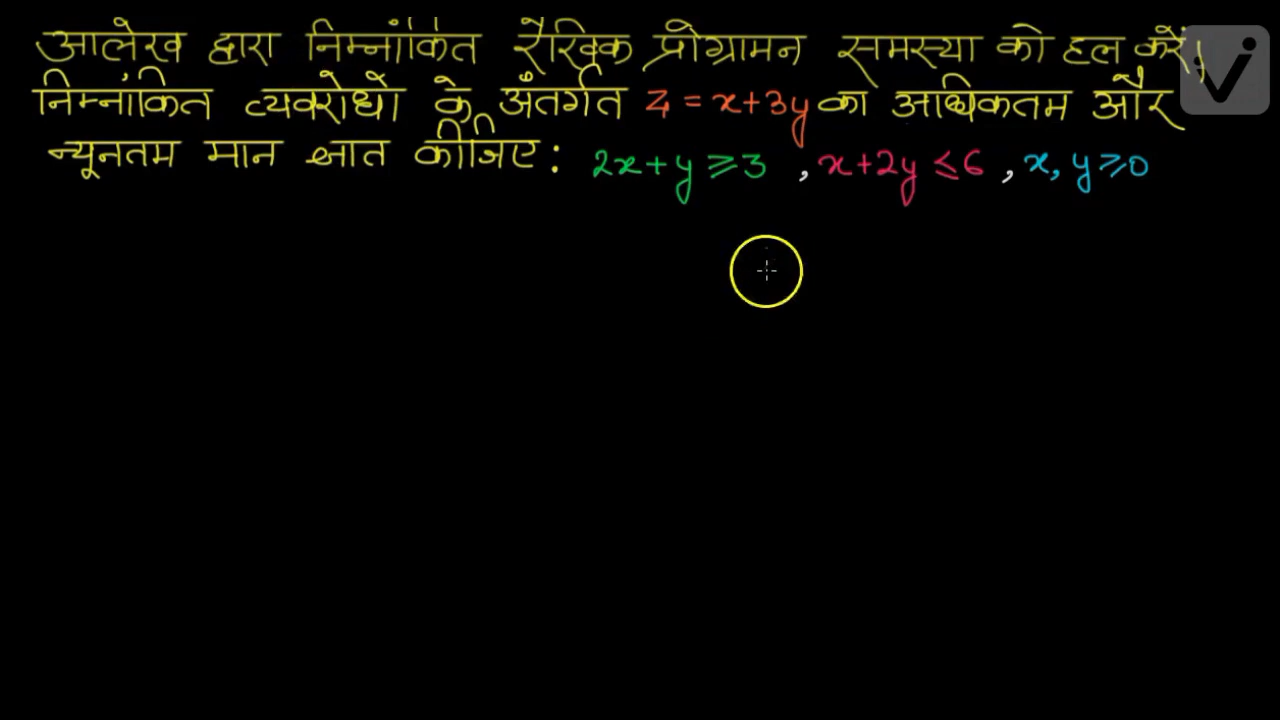 आलेख द्वारा निम्नांकित रैखिक प्रोग्रामन समस्या को हल करें।
निम्नांकित व्यवरोधों के अंतर्गत Z = x+3y का अधिकतम और
न्यूनतम मान ज्ञात कीजिए: 2x+y ≥ 3 , x+2y ≤ 6 , x, y ≥ 0